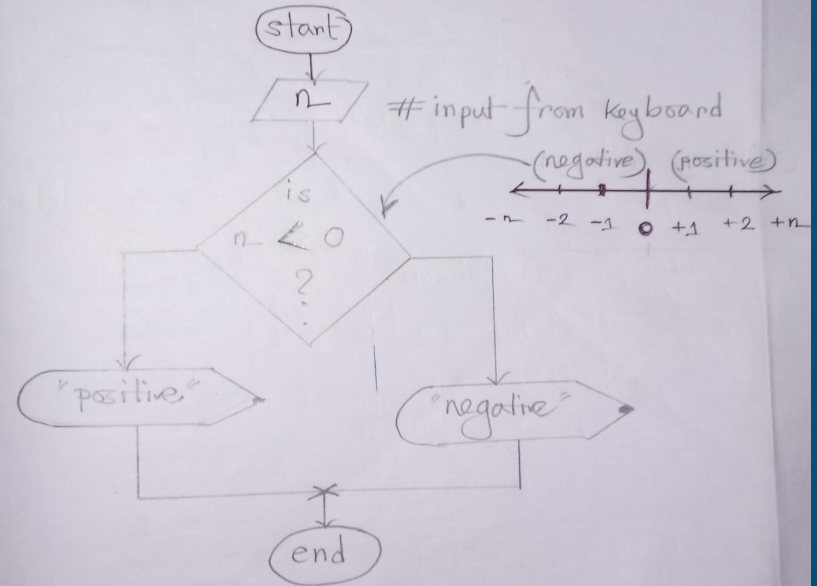 start
n
# input from keyboard
(negative) (positive)
-n -2 -1 0 +1 +2 +n
is
n < 0
?
"positive"
"negative"
end